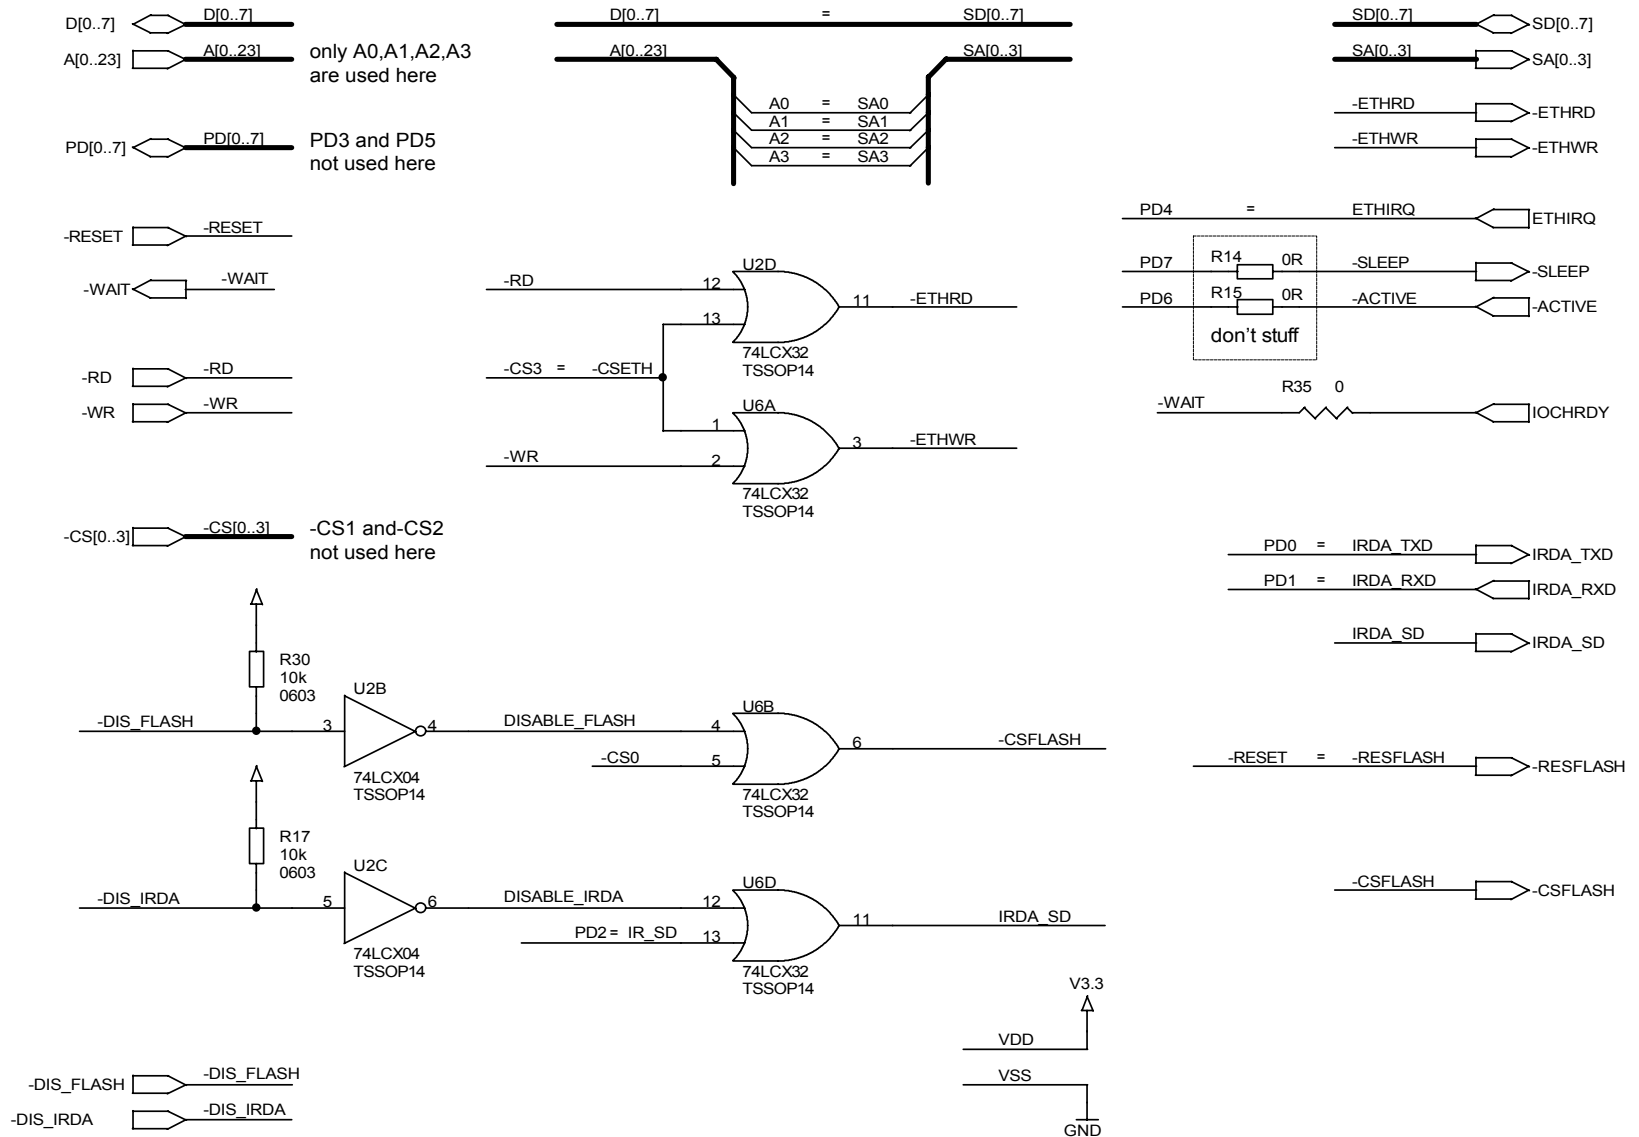 D[0..7] D[0..7] D[0..7] = SD[0..7] SD[0..7] SD[0..7]
A[0..23] A[0..23] only A0,A1,A2,A3 A[0..23] SA[0..3] SA[0..3] SA[0..3]
are used here
A0 = SA0 -ETHRD -ETHRD
A1 = SA1
PD[0..7] PD[0..7] PD3 and PD5 A2 = SA2 -ETHWR -ETHWR
not used here A3 = SA3
PD4 = ETHIRQ ETHIRQ
-RESET -RESET
U2D R14 0R
-WAIT -WAIT -RD 12 PD7 -SLEEP -SLEEP
11 -ETHRD PD6 R15 0R -ACTIVE -ACTIVE
13
don't stuff
74LCX32
TSSOP14
-RD -RD -CS3 = -CSETH R35 0
-WR -WR U6A -WAIT IOCHRDY
1
3 -ETHWR
-WR 2
74LCX32
TSSOP14
-CS[0..3] -CS[0..3] -CS1 and-CS2
not used here
PD0 = IRDA_TXD IRDA_TXD
PD1 = IRDA_RXD IRDA_RXD
IRDA_SD IRDA_SD
R30
10k
0603 U2B U6B
-DIS_FLASH 3 4 DISABLE_FLASH 4
6 -CSFLASH
-CS0 5 -RESET = -RESFLASH -RESFLASH
74LCX04 74LCX32
TSSOP14 TSSOP14
R17
10k
0603 U2C U6D -CSFLASH -CSFLASH
-DIS_IRDA 5 6 DISABLE_IRDA 12
11 IRDA_SD
PD2 = IR_SD 13
74LCX04 74LCX32
TSSOP14 TSSOP14
V3.3
VDD
-DIS_FLASH -DIS_FLASH VSS
-DIS_IRDA -DIS_IRDA
GND